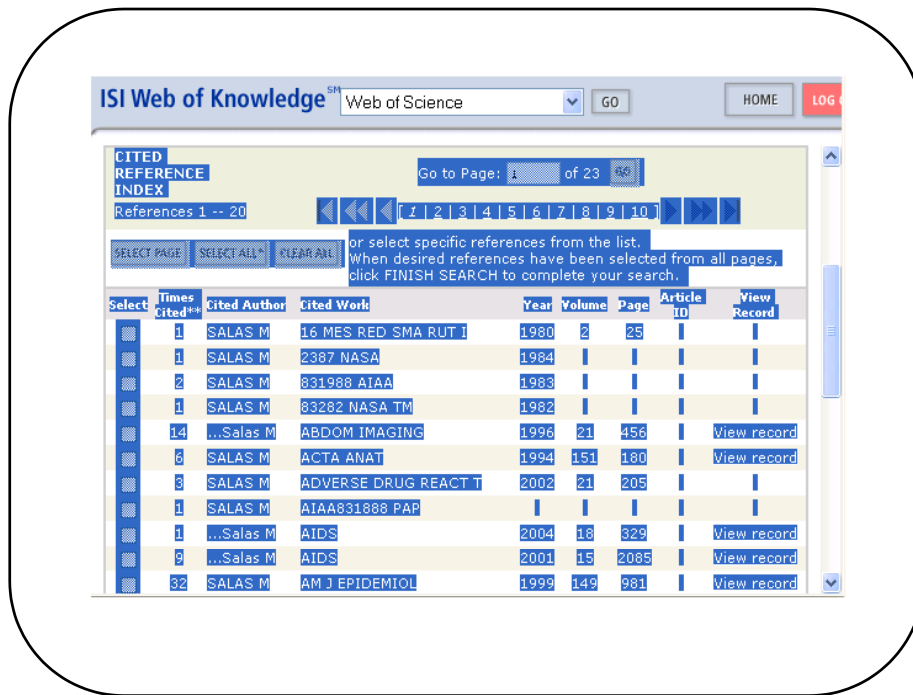 ISI Web of Knowledge SM Web of Science GO HOME LOG
CITED
REFERENCE
INDEX
Go to Page: 1 of 23 GO
References 1 -- 20 [ 1 | 2 | 3 | 4 | 5 | 6 | 7 | 8 | 9 | 10 ]
SELECT PAGE SELECT ALL* CLEAR ALL
or select specific references from the list.
When desired references have been selected from all pages,
click FINISH SEARCH to complete your search.
Select Times Cited** Cited Author Cited Work Year Volume Page Article ID View Record
1 SALAS M 16 MES RED SMA RUT I 1980 2 25
1 SALAS M 2387 NASA 1984
2 SALAS M 831988 AIAA 1983
1 SALAS M 83282 NASA TM 1982
14 ...Salas M ABDOM IMAGING 1996 21 456 View record
6 SALAS M ACTA ANAT 1994 151 180 View record
3 SALAS M ADVERSE DRUG REACT T 2002 21 205
1 SALAS M AIAA831888 PAP
1 ...Salas M AIDS 2004 18 329 View record
9 ...Salas M AIDS 2001 15 2085 View record
32 SALAS M AM J EPIDEMIOL 1999 149 981 View record